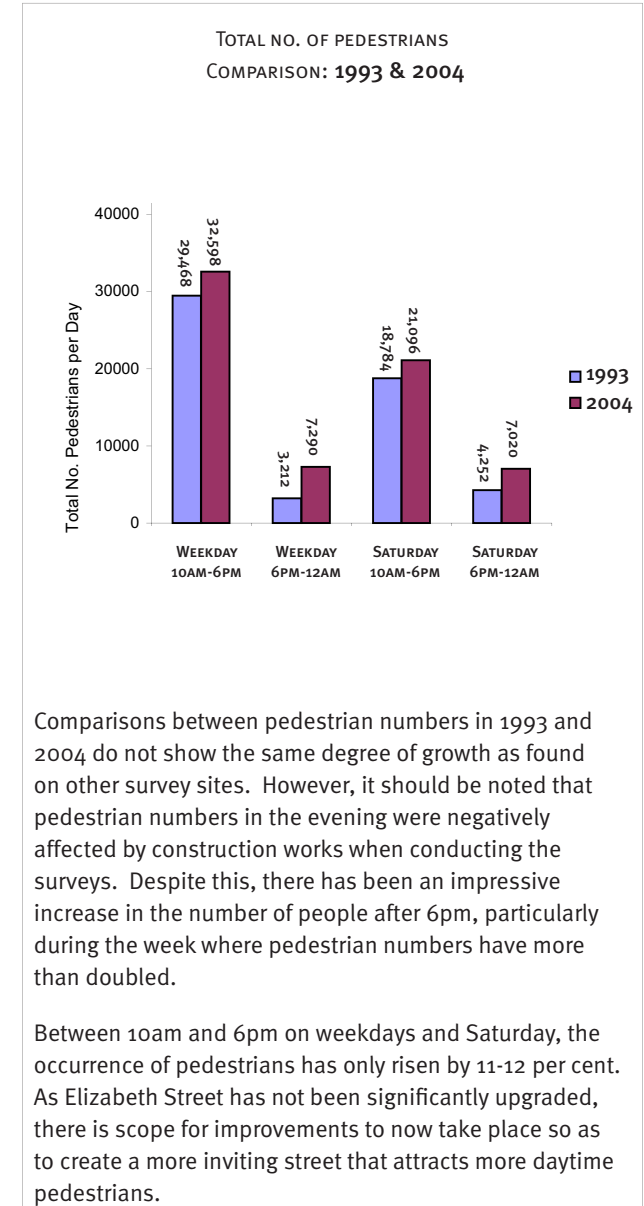 Total no. of pedestrians
Comparison: 1993 & 2004
Total No. Pedestrians per Day
40000
30000
20000
10000
0
29,468
32,598
3,212
7,290
18,784
21,096
4,252
7,020
1993
2004
Weekday Weekday Saturday Saturday
10am-6pm 6pm-12am 10am-6pm 6pm-12am
Comparisons between pedestrian numbers in 1993 and
2004 do not show the same degree of growth as found
on other survey sites. However, it should be noted that
pedestrian numbers in the evening were negatively
affected by construction works when conducting the
surveys. Despite this, there has been an impressive
increase in the number of people after 6pm, particularly
during the week where pedestrian numbers have more
than doubled.
Between 10am and 6pm on weekdays and Saturday, the
occurrence of pedestrians has only risen by 11-12 per cent.
As Elizabeth Street has not been significantly upgraded,
there is scope for improvements to now take place so as
to create a more inviting street that attracts more daytime
pedestrians.